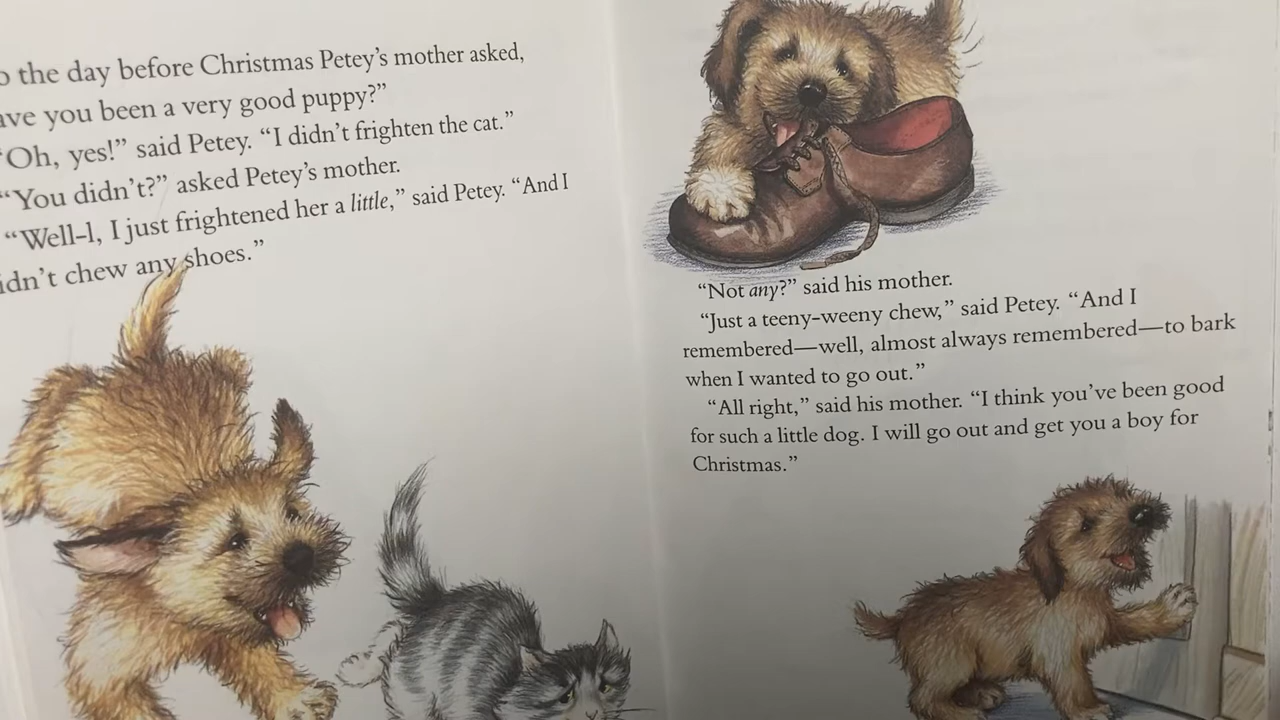 the day before Christmas Petey's mother asked,
you been a very good puppy?"
"Oh, yes!" said Petey. "I didn't frighten the cat."
"You didn't?" asked Petey's mother.
"Well-l, I just frightened her a little," said Petey. "And I
chew any shoes."
"Not any?" said his mother.
"Just a teeny-weeny chew," said Petey. "And I
remembered—well, almost always remembered—to bark
when I wanted to go out."
"All right," said his mother. "I think you've been good
for such a little dog. I will go out and get you a boy for
Christmas."